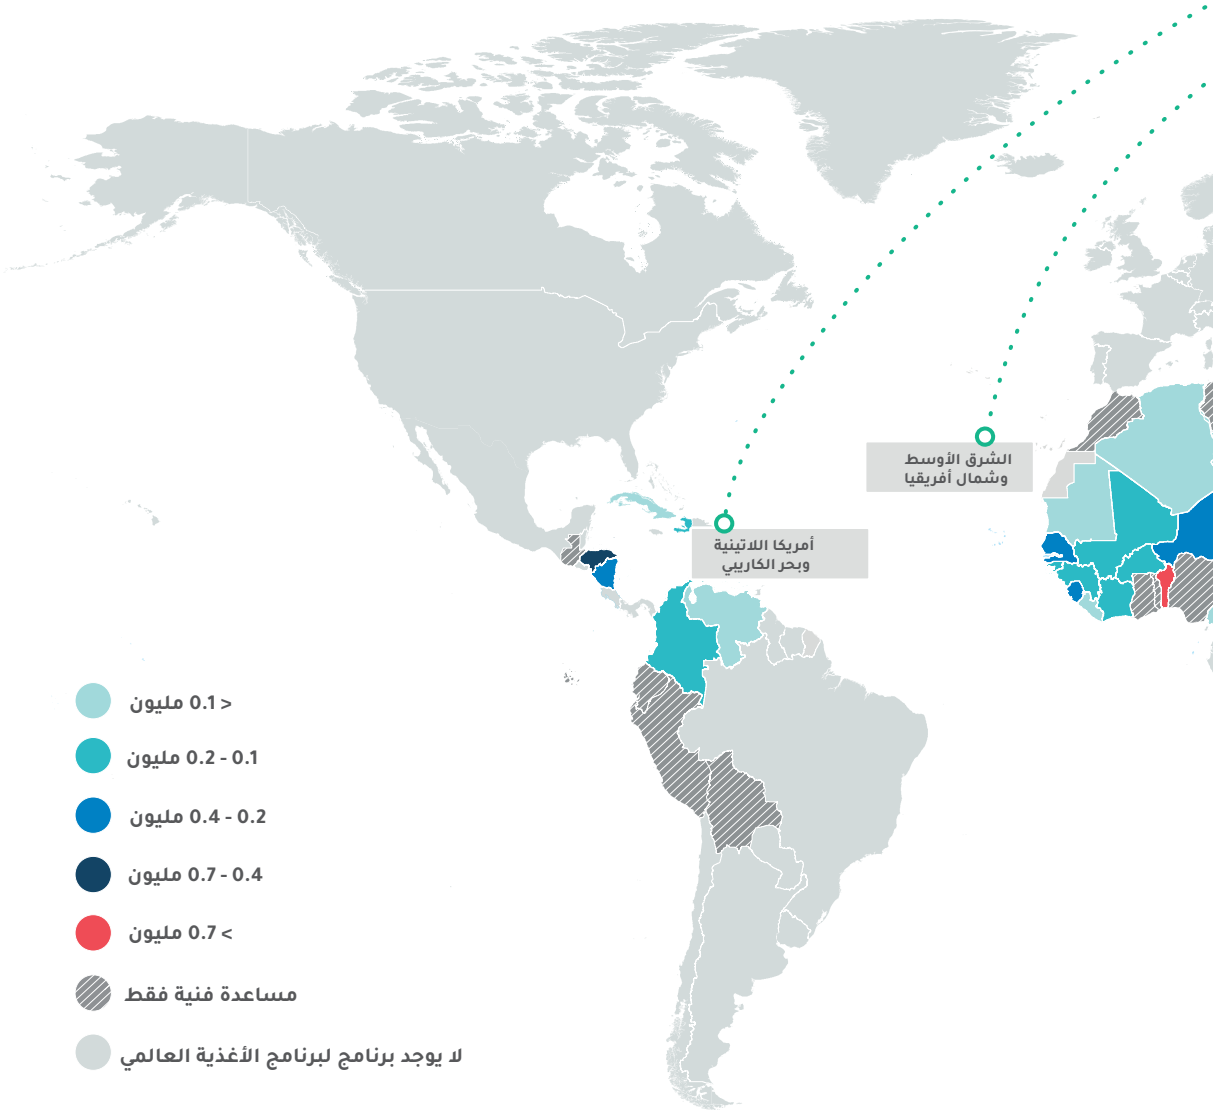 الشرق الأوسط
وشمال أفريقيا
أمريكا اللاتينية
وبحر الكاريبي
< 0.1 مليون
0.1 - 0.2 مليون
0.2 - 0.4 مليون
0.4 - 0.7 مليون
> 0.7 مليون
مساعدة فنية فقط
لا يوجد برنامج لبرنامج الأغذية العالمي